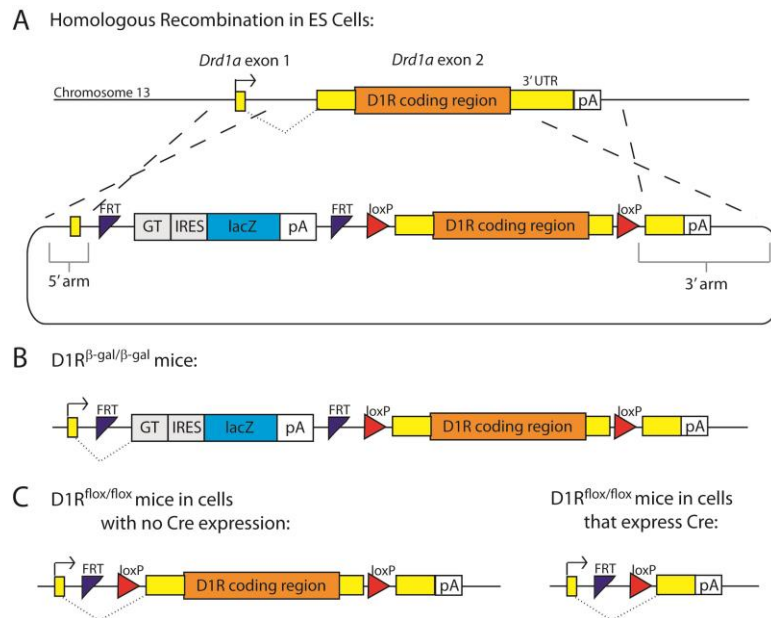 A Homologous Recombination in ES Cells:
Drd1a exon 1 Drd1a exon 2
3' UTR
Chromosome 13 D1R coding region pA
FRT FRT loxP loxP
GT IRES lacZ pA D1R coding region pA
5' arm 3' arm
B D1Rβ-gal/β-gal mice:
FRT FRT loxP loxP
GT IRES lacZ pA D1R coding region pA
C D1Rflox/flox mice in cells
with no Cre expression:
D1Rflox/flox mice in cells
that express Cre:
FRT loxP loxP
D1R coding region pA
FRT loxP
pA